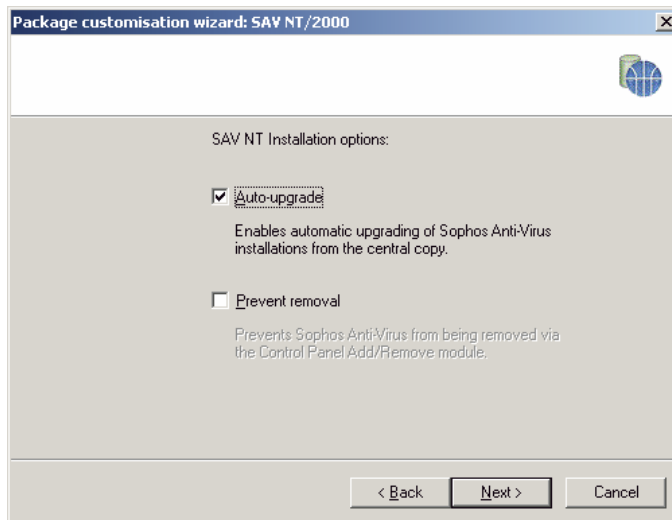 Package customisation wizard: SAV NT/2000
SAV NT Installation options:
Auto-upgrade
Enables automatic upgrading of Sophos Anti-Virus
installations from the central copy.
Prevent removal
Prevents Sophos Anti-Virus from being removed via
the Control Panel Add/Remove module.
< Back Next > Cancel